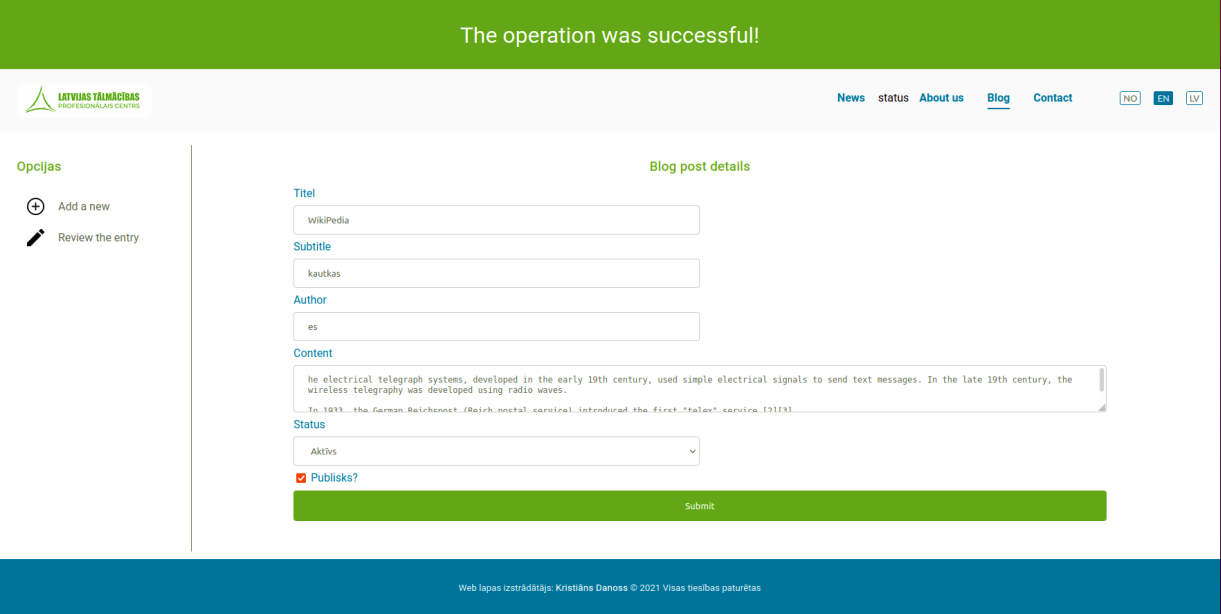 The operation was successful!
LATVIJAS TĀLMĀCĪBAS
PROFESIONĀLAIS CENTRS
News status About us Blog Contact NO EN LV
Opcijas
Add a new
Review the entry
Blog post details
Titel
WikiPedia
Subtitle
kautkas
Author
es
Content
he electrical telegraph systems, developed in the early 19th century, used simple electrical signals to send text messages. In the late 19th century, the
wireless telegraphy was developed using radio waves.
In 1933, the German Reichspost (Reich postal service) introduced the first "telex" service.[2][3]
Status
Aktīvs
Publisks?
Submit
Web lapas izstrādātājs: Kristiāns Danoss © 2021 Visas tiesības paturētas